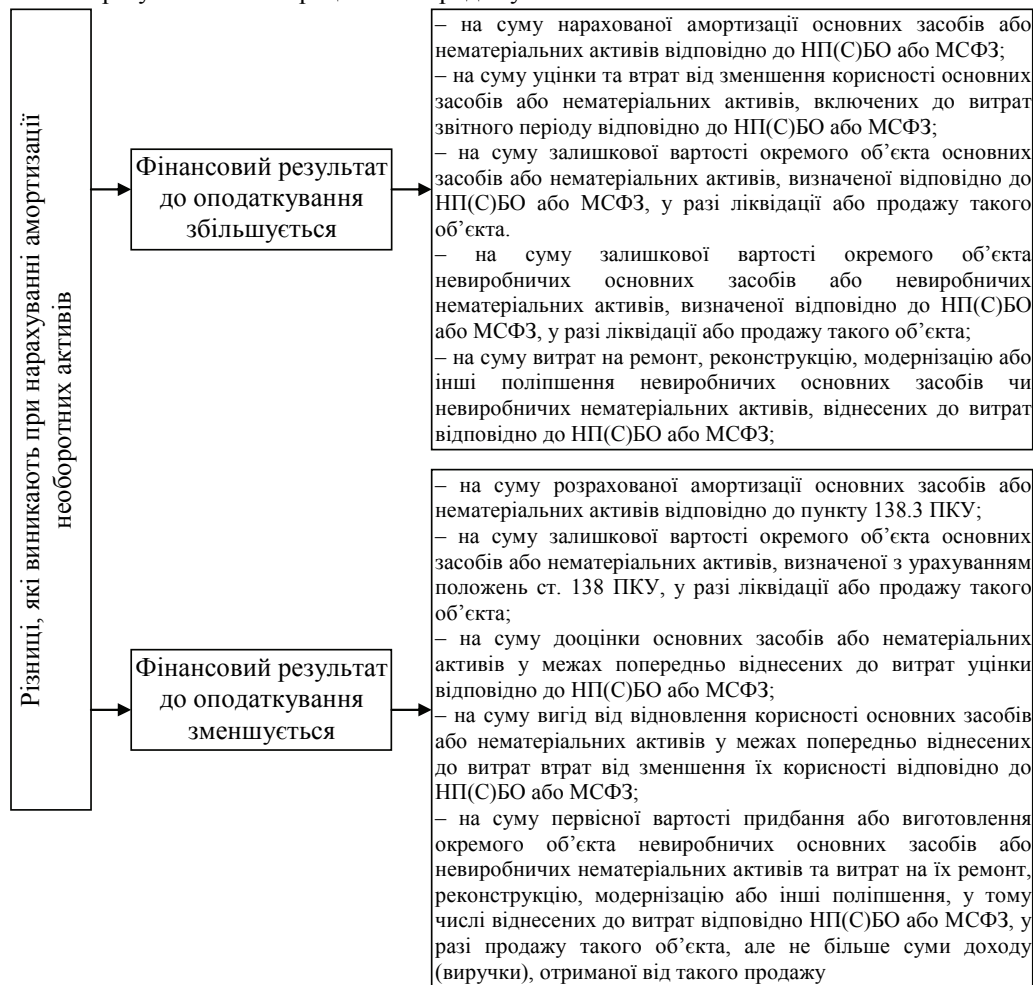 Різниці, які виникають при нарахуванні амортизації
необоротних активів
Фінансовий результат
до оподаткування
збільшується
– на суму нарахованої амортизації основних засобів або
нематеріальних активів відповідно до НП(С)БО або МСФЗ;
– на суму уцінки та втрат від зменшення корисності основних
засобів або нематеріальних активів, включених до витрат
звітного періоду відповідно до НП(С)БО або МСФЗ;
– на суму залишкової вартості окремого об’єкта основних
засобів або нематеріальних активів, визначеної відповідно до
НП(С)БО або МСФЗ, у разі ліквідації або продажу такого
об’єкта.
– на суму залишкової вартості окремого об’єкта
невиробничих основних засобів або невиробничих
нематеріальних активів, визначеної відповідно до НП(С)БО
або МСФЗ, у разі ліквідації або продажу такого об’єкта;
– на суму витрат на ремонт, реконструкцію, модернізацію або
інші поліпшення невиробничих основних засобів чи
невиробничих нематеріальних активів, віднесених до витрат
відповідно до НП(С)БО або МСФЗ;
Фінансовий результат
до оподаткування
зменшується
– на суму розрахованої амортизації основних засобів або
нематеріальних активів відповідно до пункту 138.3 ПКУ;
– на суму залишкової вартості окремого об’єкта основних
засобів або нематеріальних активів, визначеної з урахуванням
положень ст. 138 ПКУ, у разі ліквідації або продажу такого
об’єкта;
– на суму дооцінки основних засобів або нематеріальних
активів у межах попередньо віднесених до витрат уцінки
відповідно до НП(С)БО або МСФЗ;
– на суму вигід від відновлення корисності основних засобів
або нематеріальних активів у межах попередньо віднесених
до витрат втрат від зменшення їх корисності відповідно до
НП(С)БО або МСФЗ;
– на суму первісної вартості придбання або виготовлення
окремого об’єкта невиробничих основних засобів або
невиробничих нематеріальних активів та витрат на їх ремонт,
реконструкцію, модернізацію або інші поліпшення, у тому
числі віднесених до витрат відповідно НП(С)БО або МСФЗ, у
разі продажу такого об’єкта, але не більше суми доходу
(виручки), отриманої від такого продажу